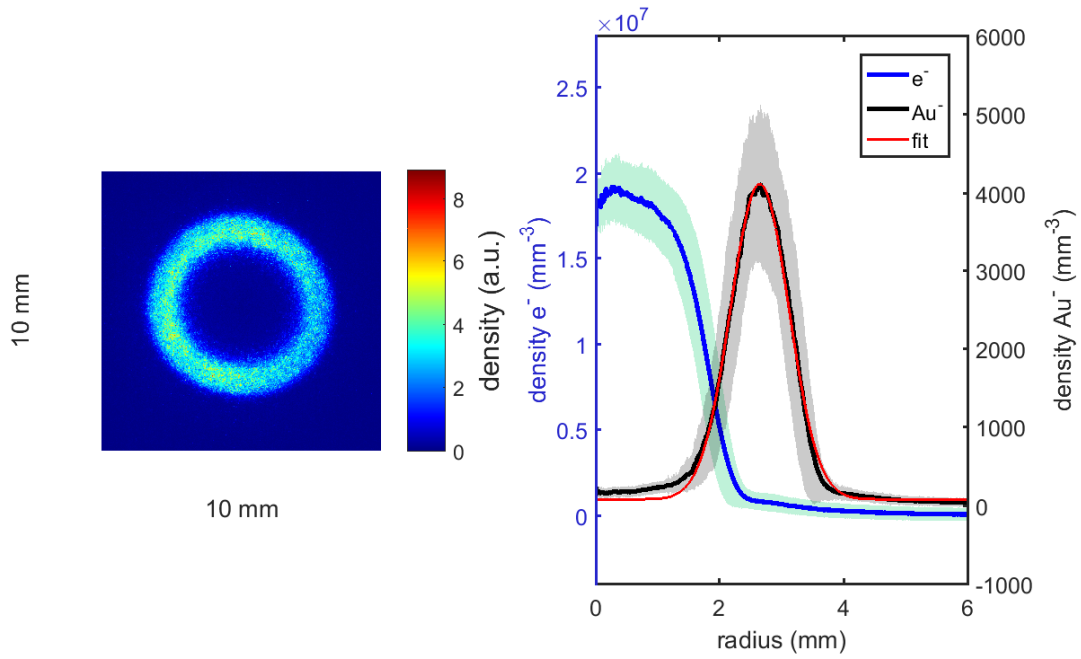 10 mm
10 mm
8
6
4
2
0
density (a.u.)
×10⁷
2.5
2
1.5
1
0.5
0
density e⁻ (mm⁻³)
e⁻
Au⁻
fit
6000
5000
4000
3000
2000
1000
0
-1000
density Au⁻ (mm⁻³)
0 2 4 6
radius (mm)